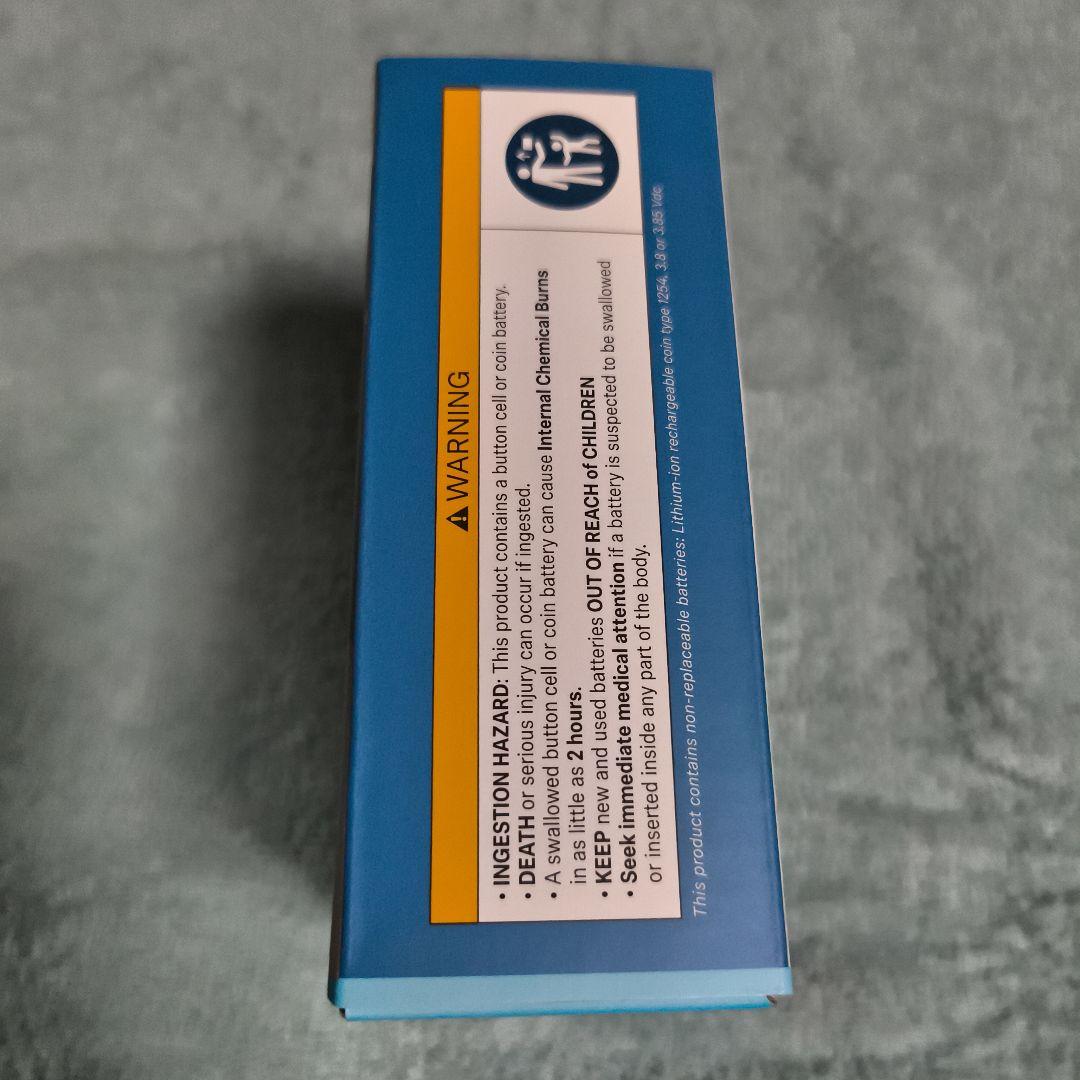 ⚠ WARNING
• INGESTION HAZARD: This product contains a button cell or coin battery.
• DEATH or serious injury can occur if ingested.
• A swallowed button cell or coin battery can cause Internal Chemical Burns
in as little as 2 hours.
• KEEP new and used batteries OUT OF REACH of CHILDREN
• Seek immediate medical attention if a battery is suspected to be swallowed
or inserted inside any part of the body.
This product contains non-replaceable batteries: Lithium-ion rechargeable coin type 1254, 3.8 or 3.85 Vdc.